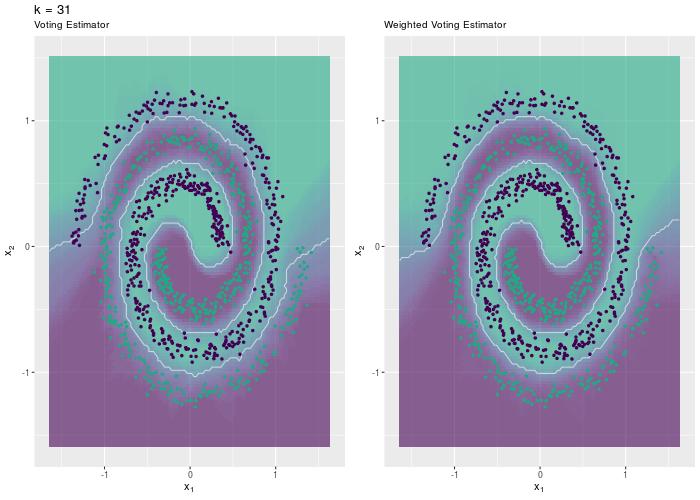 k = 31
Voting Estimator
Weighted Voting Estimator
1
0
-1
x2
-1
0
1
x1
1
0
-1
x2
-1
0
1
x1